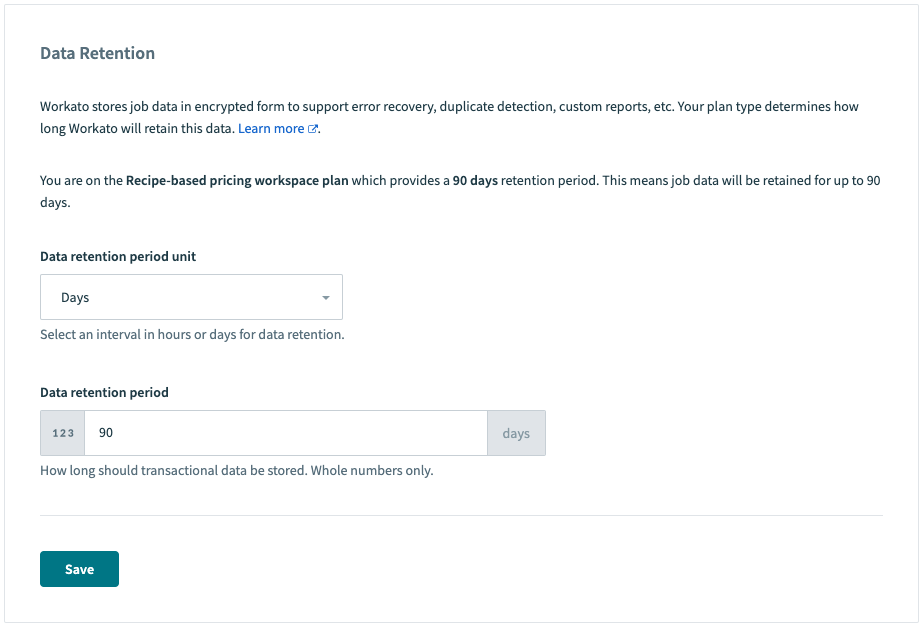 Data Retention
Workato stores job data in encrypted form to support error recovery, duplicate detection, custom reports, etc. Your plan type determines how
long Workato will retain this data. Learn more.
You are on the Recipe-based pricing workspace plan which provides a 90 days retention period. This means job data will be retained for up to 90
days.
Data retention period unit
Days
Select an interval in hours or days for data retention.
Data retention period
123 90 days
How long should transactional data be stored. Whole numbers only.
Save